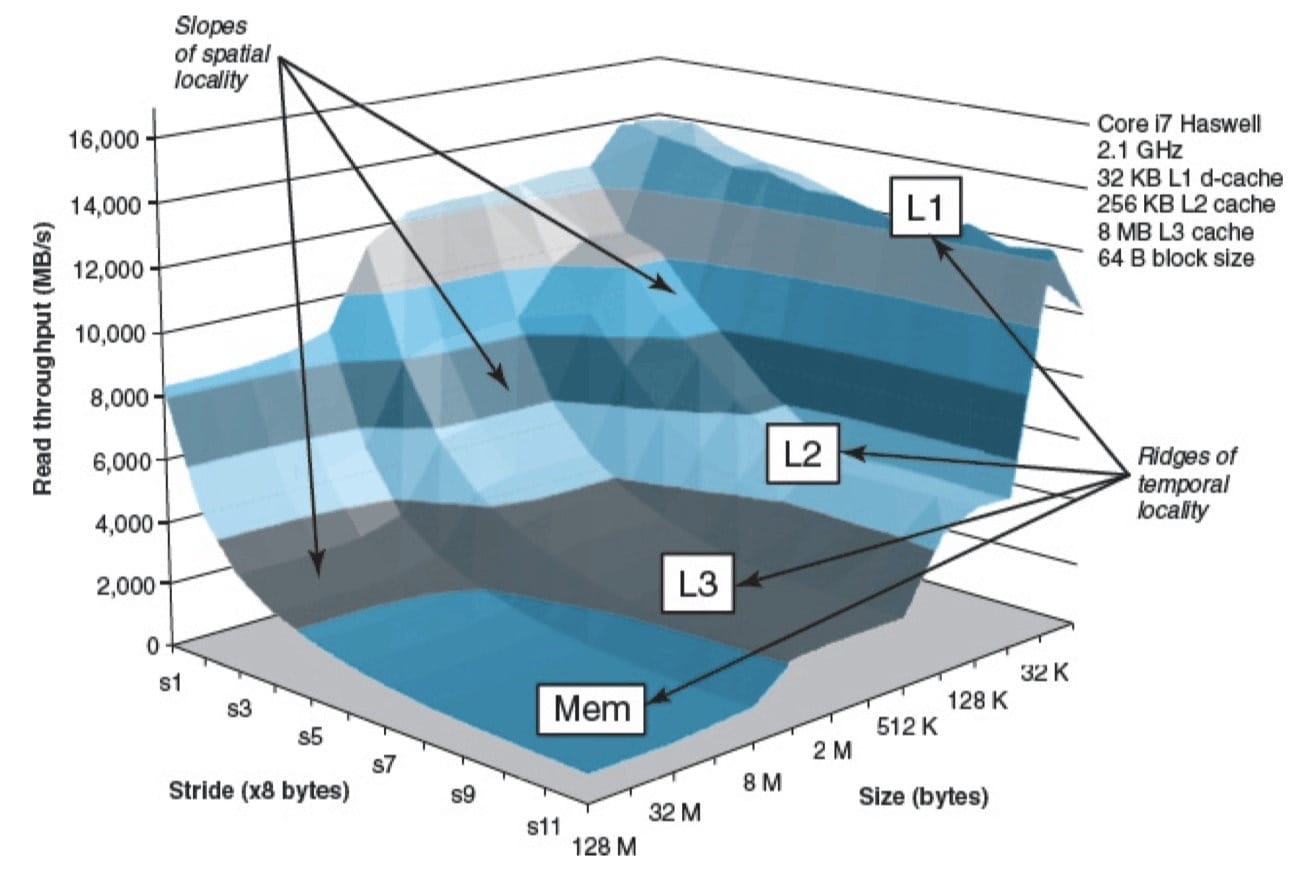 Slopes
of spatial
locality
Core i7 Haswell
2.1 GHz
32 KB L1 d-cache
256 KB L2 cache
8 MB L3 cache
64 B block size
Read throughput (MB/s)
16,000
14,000
12,000
10,000
8,000
6,000
4,000
2,000
0
L1
L2
L3
Mem
Ridges of
temporal
locality
s1
s3
s5
s7
s9
s11
Stride (x8 bytes)
128 M
32 M
8 M
2 M
512 K
128 K
32 K
Size (bytes)